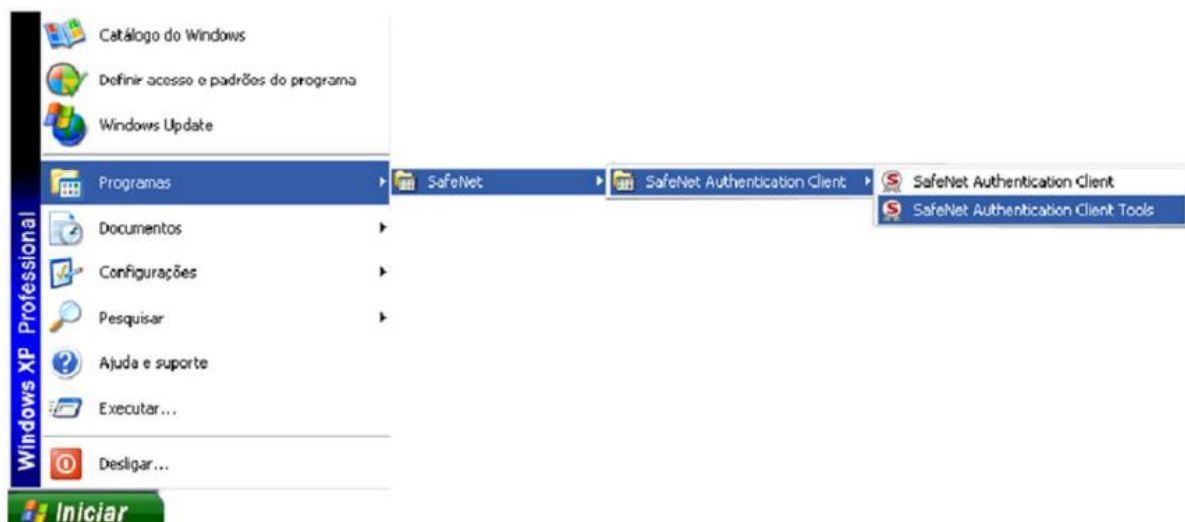 Catálogo do Windows
Definir acesso e padrões do programa
Windows Update
Programas
SafeNet
SafeNet Authentication Client
SafeNet Authentication Client
SafeNet Authentication Client Tools
Documentos
Configurações
Pesquisar
Ajuda e suporte
Executar...
Desligar...
Windows XP Professional
Iniciar